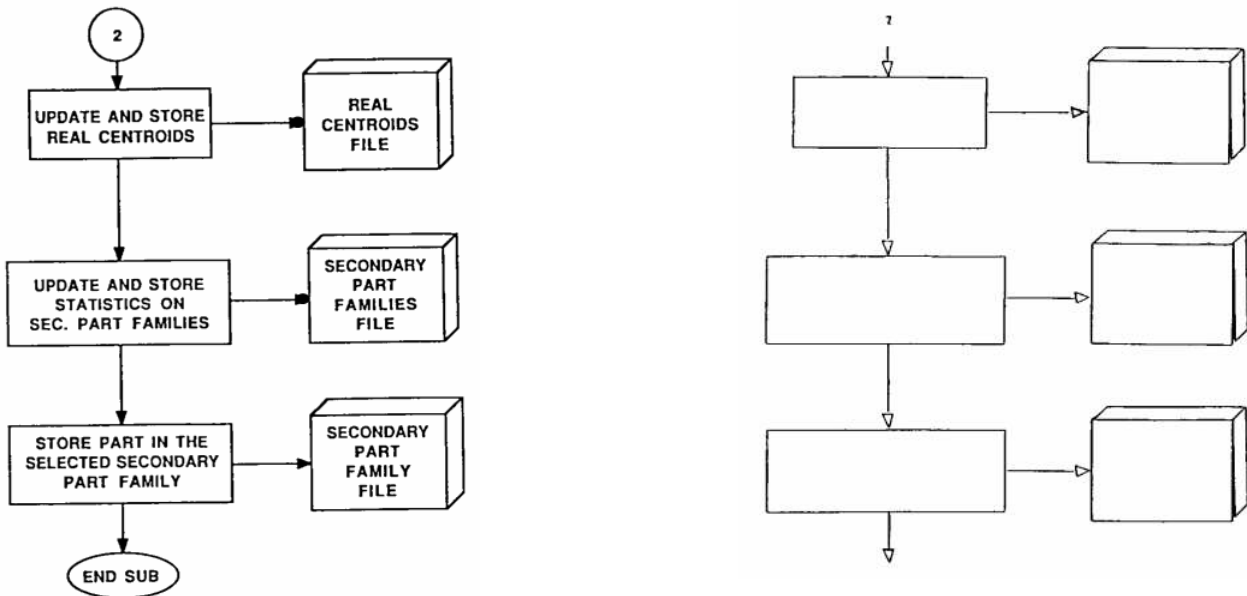 2
UPDATE AND STORE
REAL CENTROIDS
REAL
CENTROIDS
FILE
UPDATE AND STORE
STATISTICS ON
SEC. PART FAMILIES
SECONDARY
PART
FAMILIES
FILE
STORE PART IN THE
SELECTED SECONDARY
PART FAMILY
SECONDARY
PART
FAMILY
FILE
END SUB